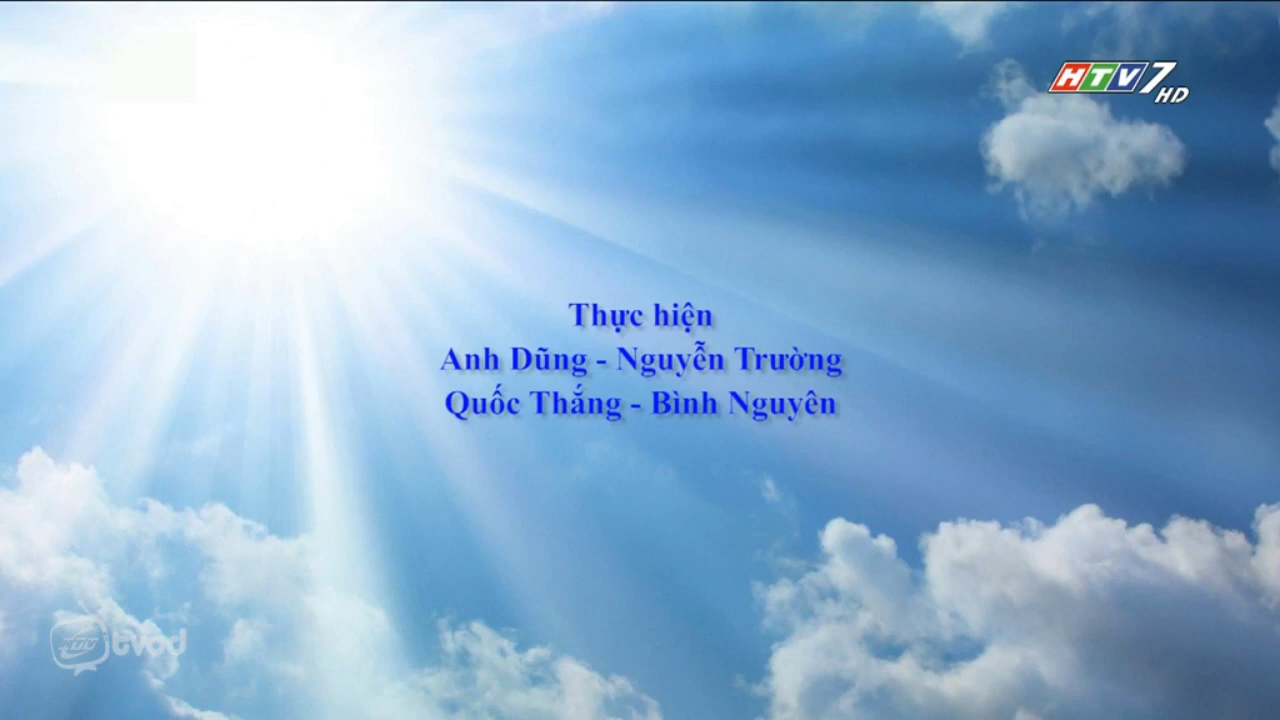 HTV7
HD
Thực hiện
Anh Dũng - Nguyễn Trường
Quốc Thắng - Bình Nguyên
tvod